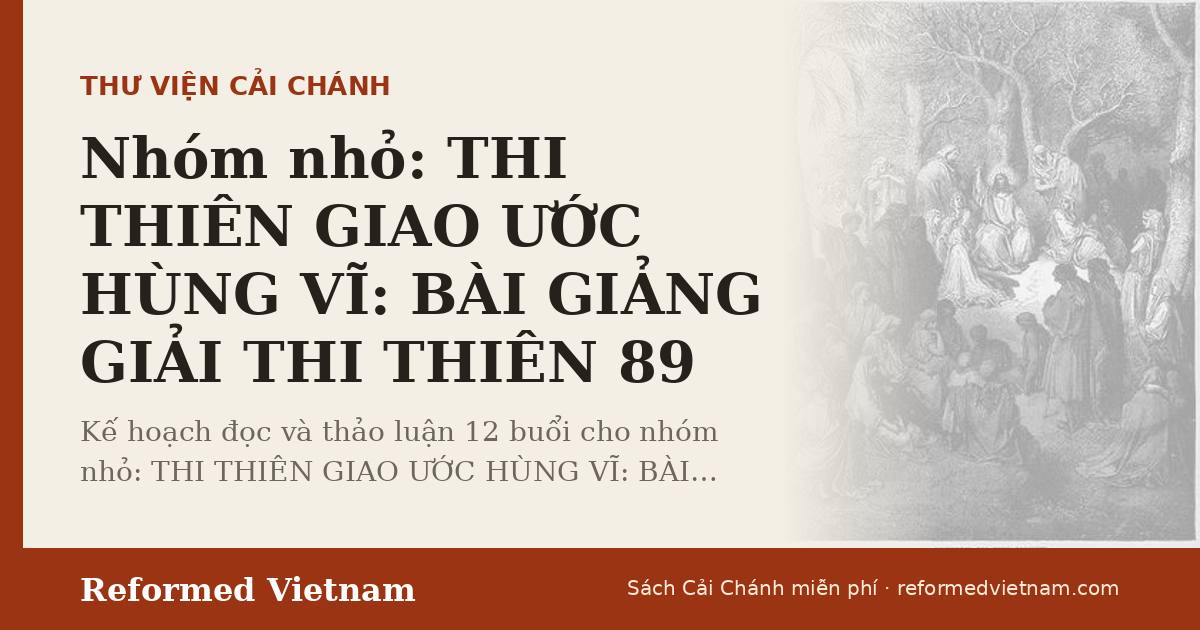 THƯ VIỆN CẢI CHÁNH
Nhóm nhỏ: THI
THIÊN GIAO ƯỚC
HÙNG VĨ: BÀI GIẢNG
GIẢI THI THIÊN 89
Kế hoạch đọc và thảo luận 12 buổi cho nhóm
nhỏ: THI THIÊN GIAO ƯỚC HÙNG VĨ: BÀI...
Reformed Vietnam
Sách Cải Chánh miễn phí · reformedvietnam.com